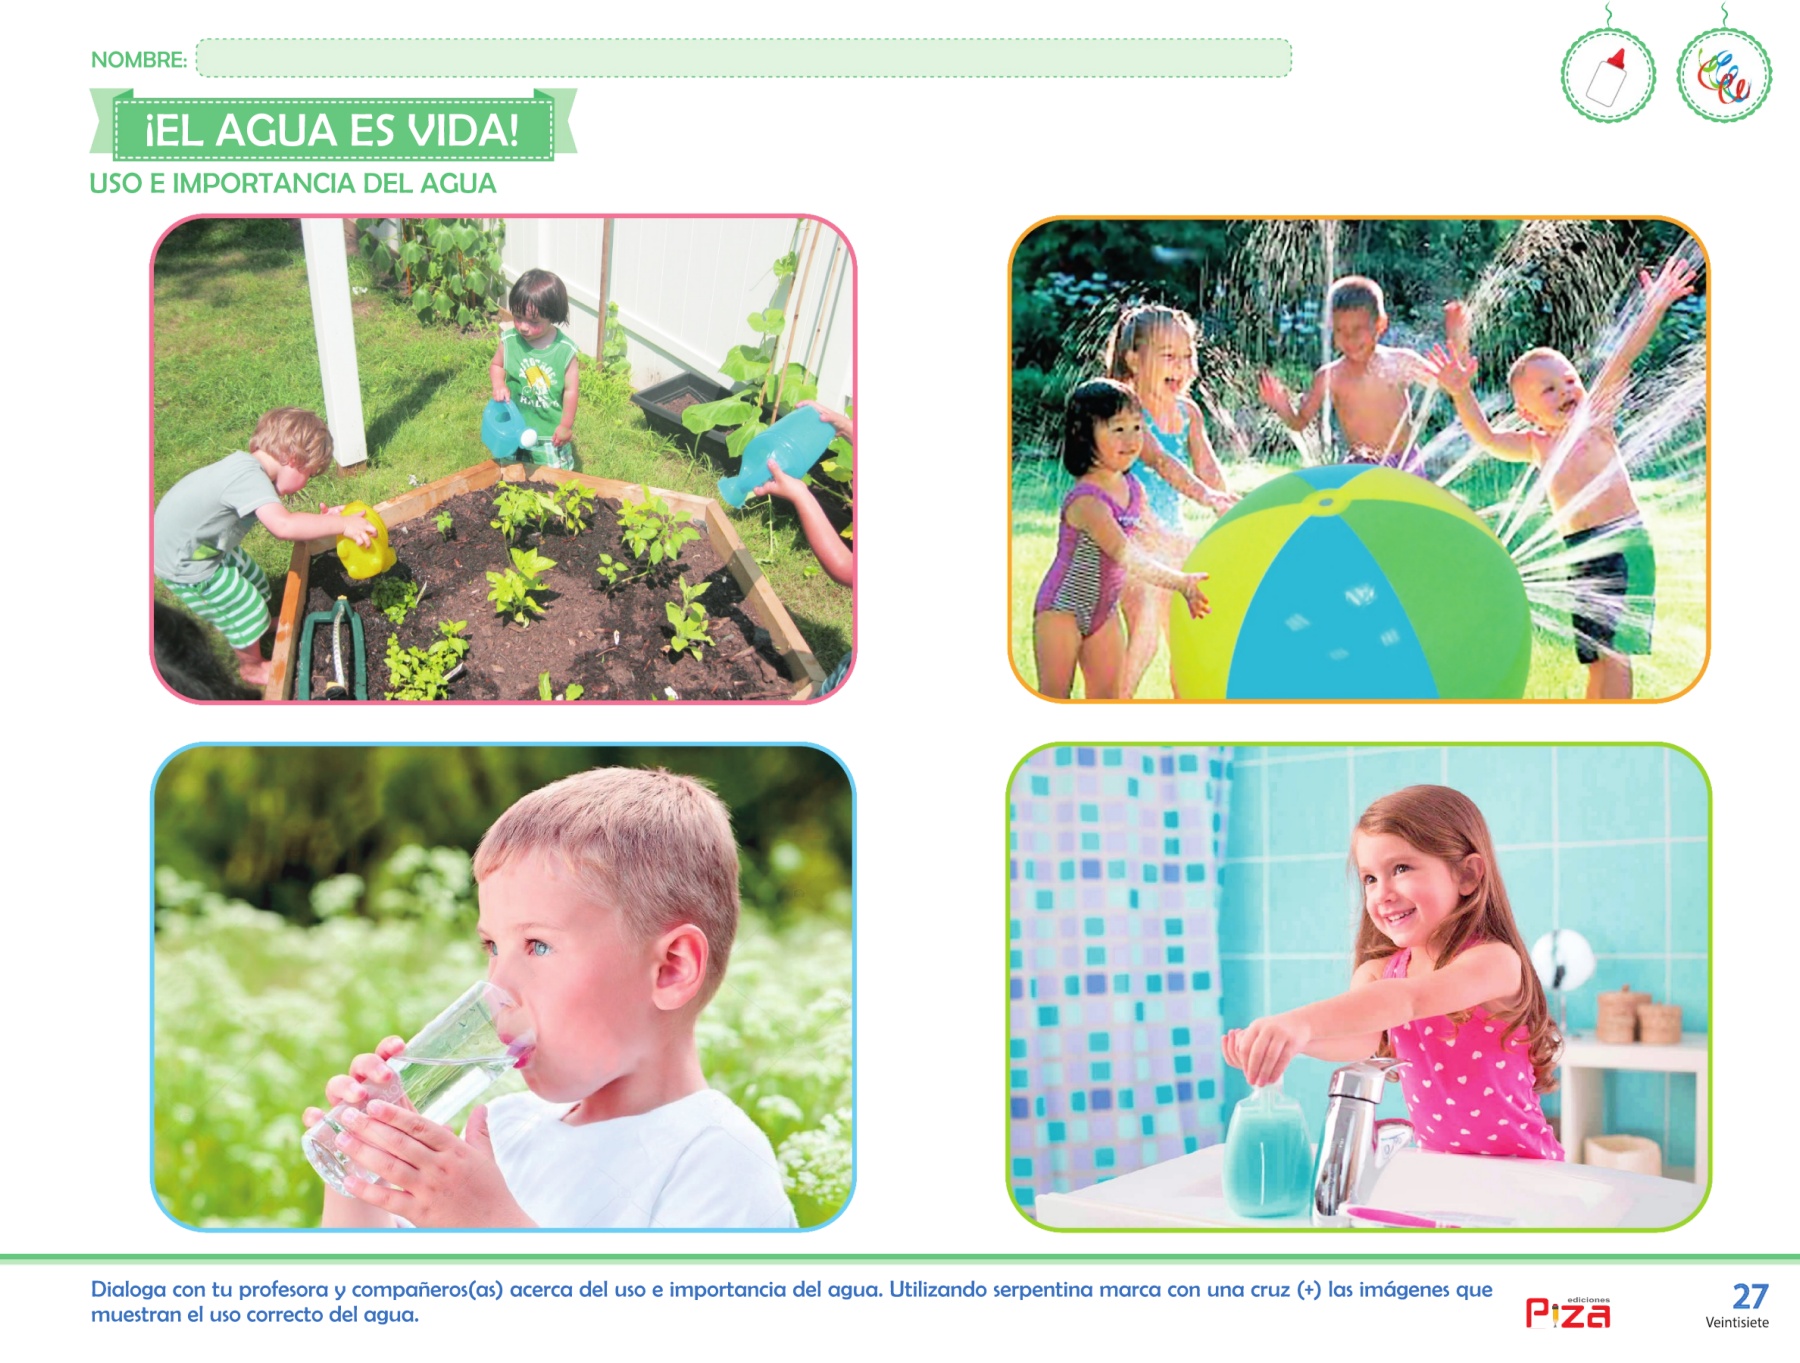 NOMBRE:
¡EL AGUA ES VIDA!
USO E IMPORTANCIA DEL AGUA
Dialoga con tu profesora y compañeros(as) acerca del uso e importancia del agua. Utilizando serpentina marca con una cruz (+) las imágenes que
muestran el uso correcto del agua.
ediciones
Piza
27
Veintisiete